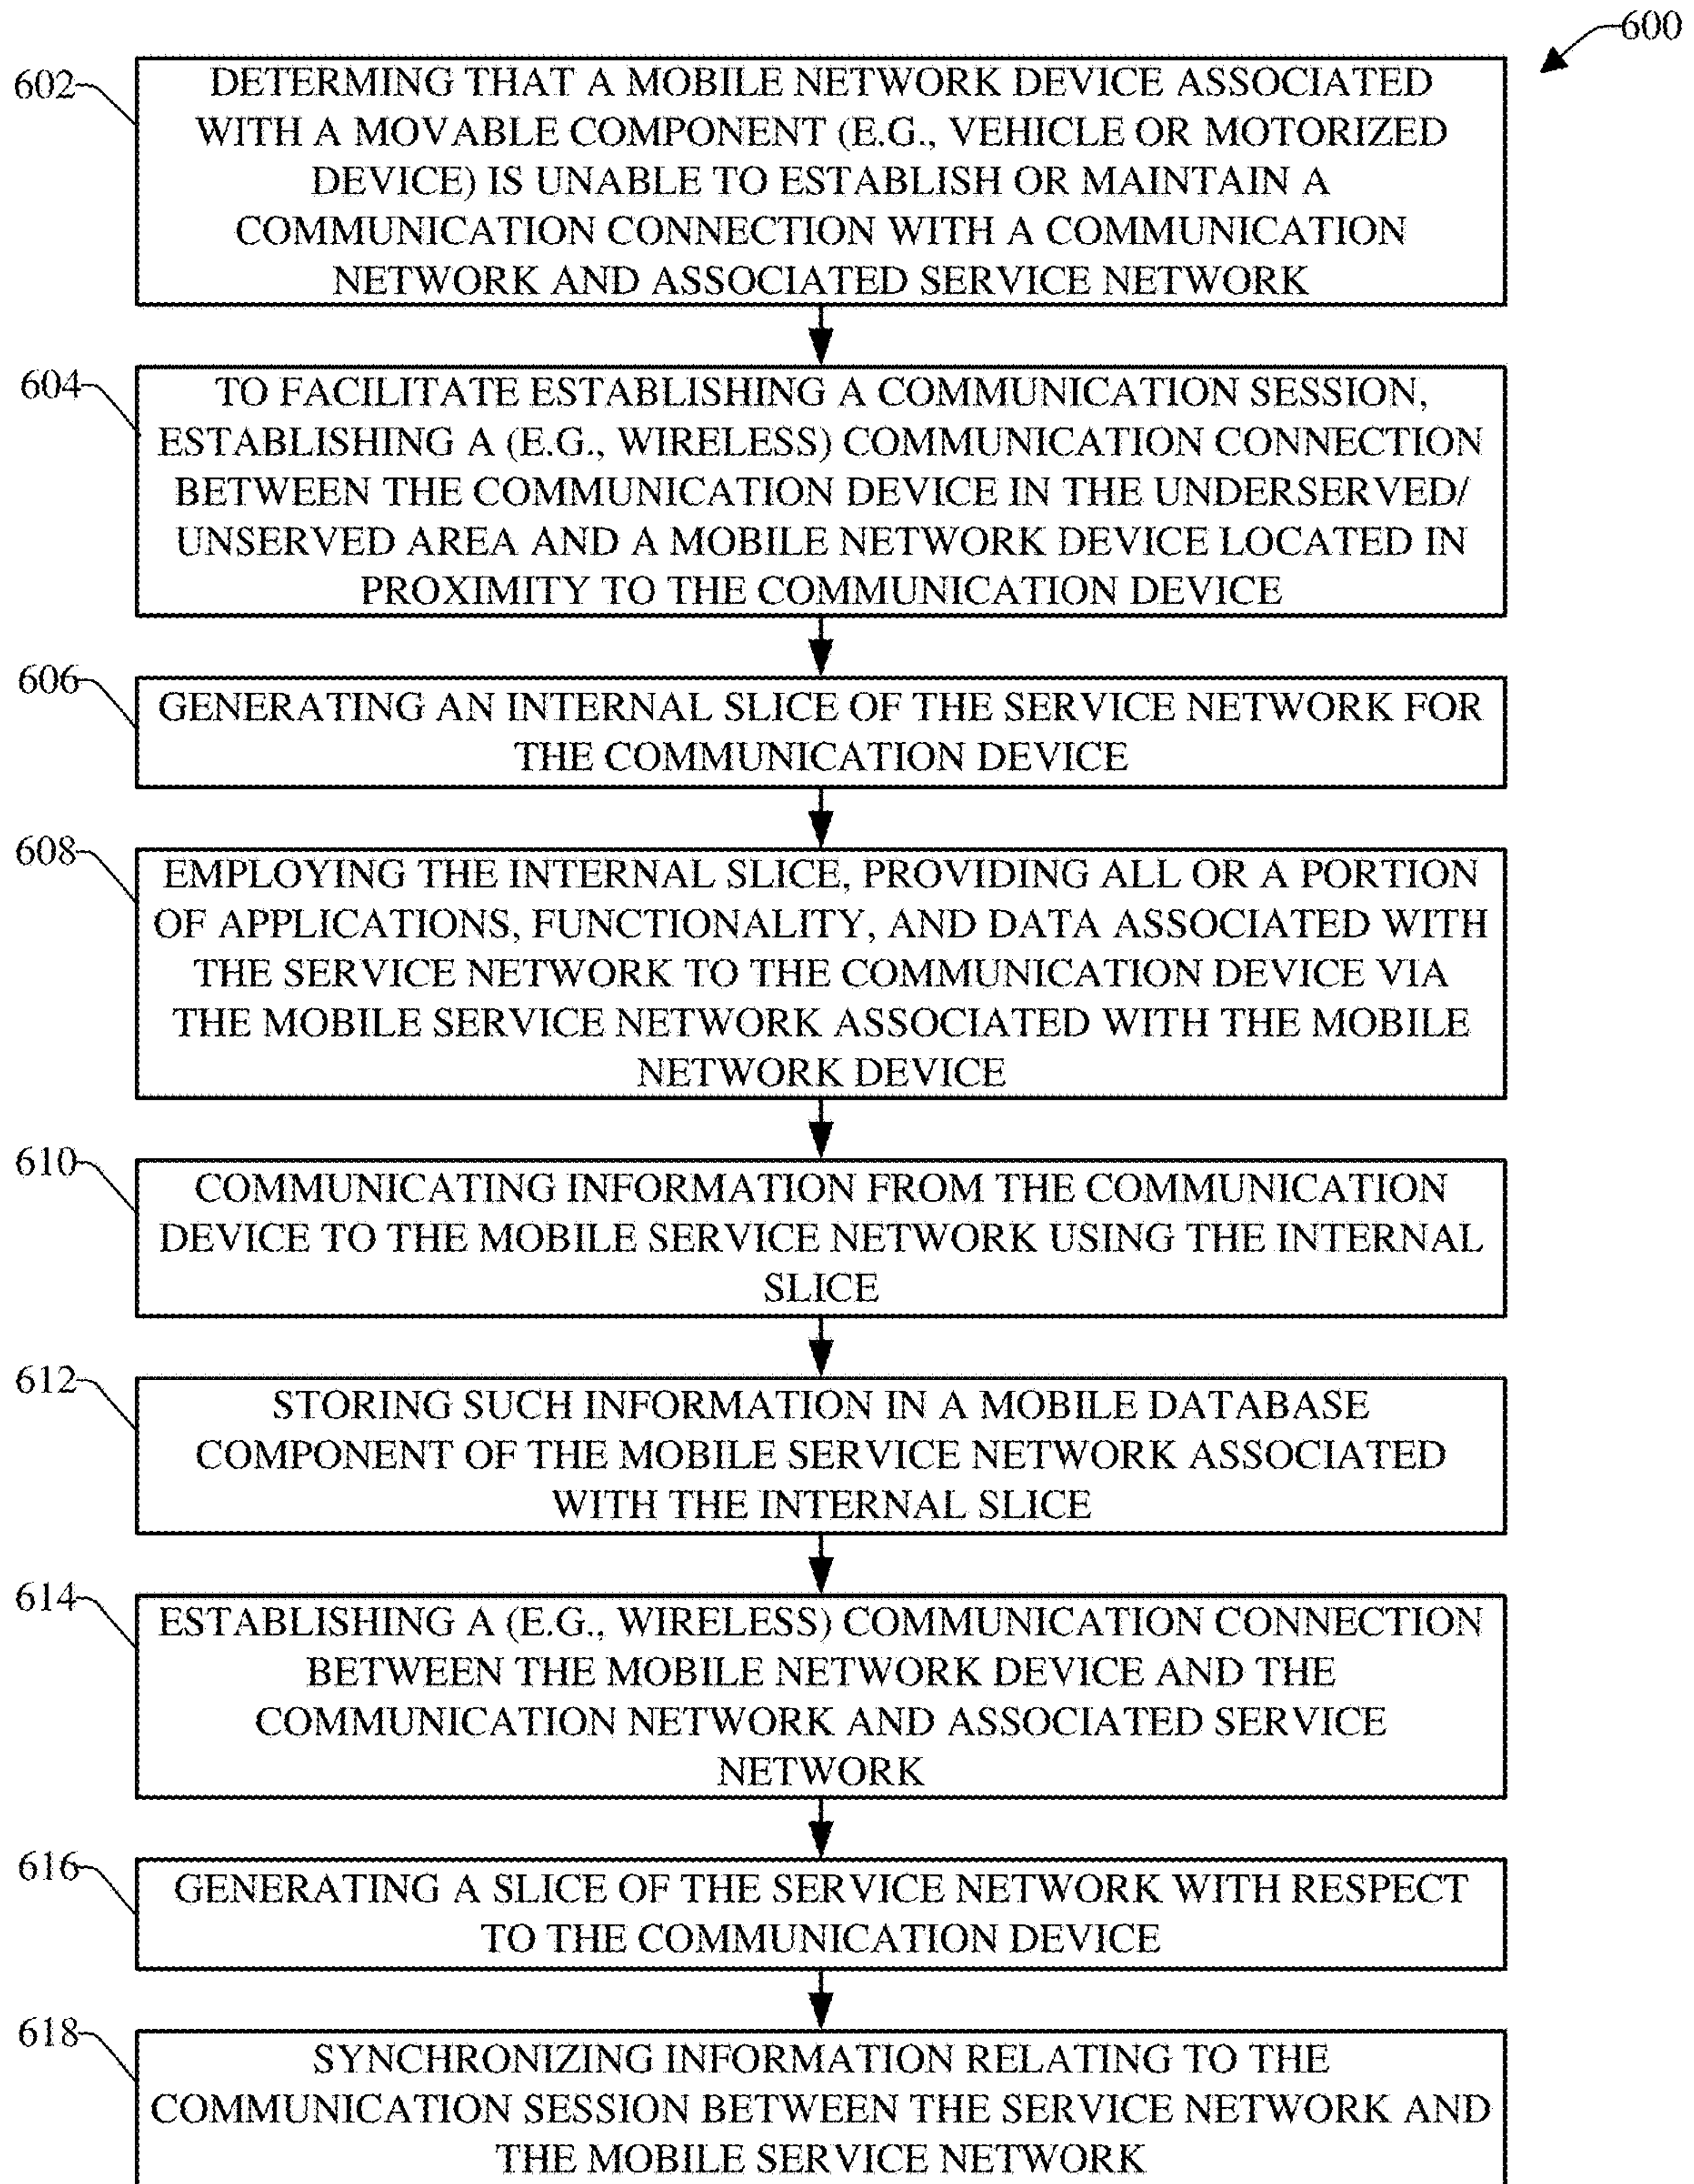 600
602
DETERMING THAT A MOBILE NETWORK DEVICE ASSOCIATED
WITH A MOVABLE COMPONENT (E.G., VEHICLE OR MOTORIZED
DEVICE) IS UNABLE TO ESTABLISH OR MAINTAIN A
COMMUNICATION CONNECTION WITH A COMMUNICATION
NETWORK AND ASSOCIATED SERVICE NETWORK
604
TO FACILITATE ESTABLISHING A COMMUNICATION SESSION,
ESTABLISHING A (E.G., WIRELESS) COMMUNICATION CONNECTION
BETWEEN THE COMMUNICATION DEVICE IN THE UNDERSERVED/
UNSERVED AREA AND A MOBILE NETWORK DEVICE LOCATED IN
PROXIMITY TO THE COMMUNICATION DEVICE
606
GENERATING AN INTERNAL SLICE OF THE SERVICE NETWORK FOR
THE COMMUNICATION DEVICE
608
EMPLOYING THE INTERNAL SLICE, PROVIDING ALL OR A PORTION
OF APPLICATIONS, FUNCTIONALITY, AND DATA ASSOCIATED WITH
THE SERVICE NETWORK TO THE COMMUNICATION DEVICE VIA
THE MOBILE SERVICE NETWORK ASSOCIATED WITH THE MOBILE
NETWORK DEVICE
610
COMMUNICATING INFORMATION FROM THE COMMUNICATION
DEVICE TO THE MOBILE SERVICE NETWORK USING THE INTERNAL
SLICE
612
STORING SUCH INFORMATION IN A MOBILE DATABASE
COMPONENT OF THE MOBILE SERVICE NETWORK ASSOCIATED
WITH THE INTERNAL SLICE
614
ESTABLISHING A (E.G., WIRELESS) COMMUNICATION CONNECTION
BETWEEN THE MOBILE NETWORK DEVICE AND THE
COMMUNICATION NETWORK AND ASSOCIATED SERVICE
NETWORK
616
GENERATING A SLICE OF THE SERVICE NETWORK WITH RESPECT
TO THE COMMUNICATION DEVICE
618
SYNCHRONIZING INFORMATION RELATING TO THE
COMMUNICATION SESSION BETWEEN THE SERVICE NETWORK AND
THE MOBILE SERVICE NETWORK